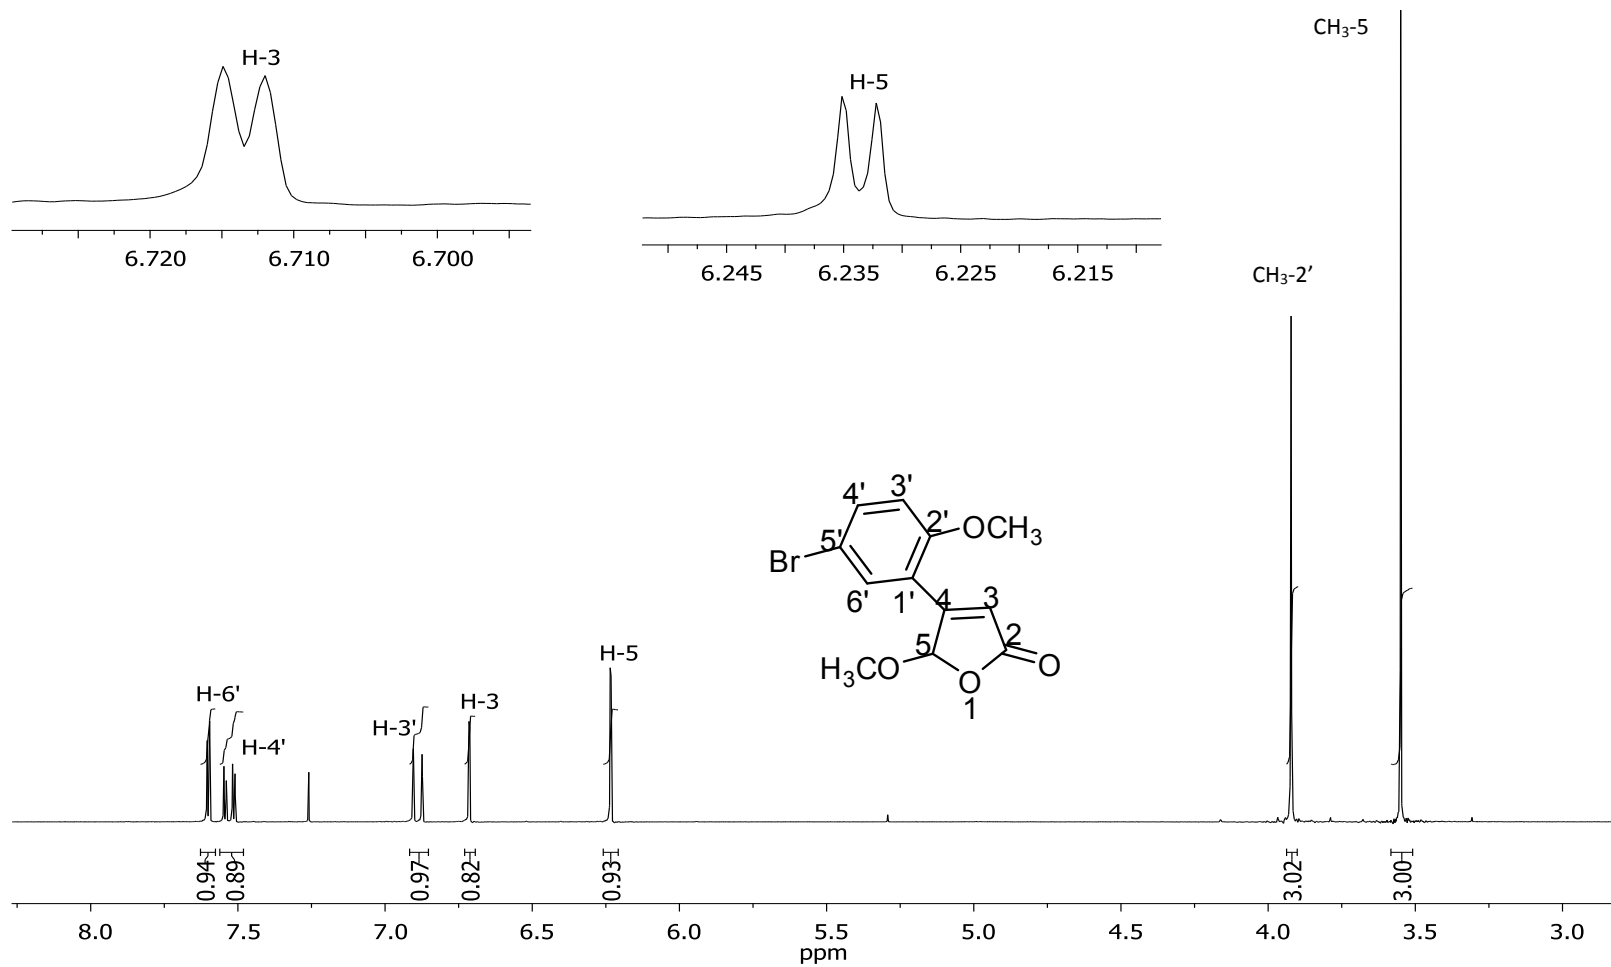 CH₃-5
H-3
H-5
6.720 6.710 6.700
6.245 6.235 6.225 6.215
CH₃-2’
4' 3'
5' 2' OCH₃
Br
6' 1' 4 3
5 2
H₃CO O O
1
H-6'
H-4'
H-3'
H-3
H-5
0.94 0.89 0.97 0.82 0.93 3.02 3.00
8.0 7.5 7.0 6.5 6.0 5.5 5.0 4.5 4.0 3.5 3.0
ppm